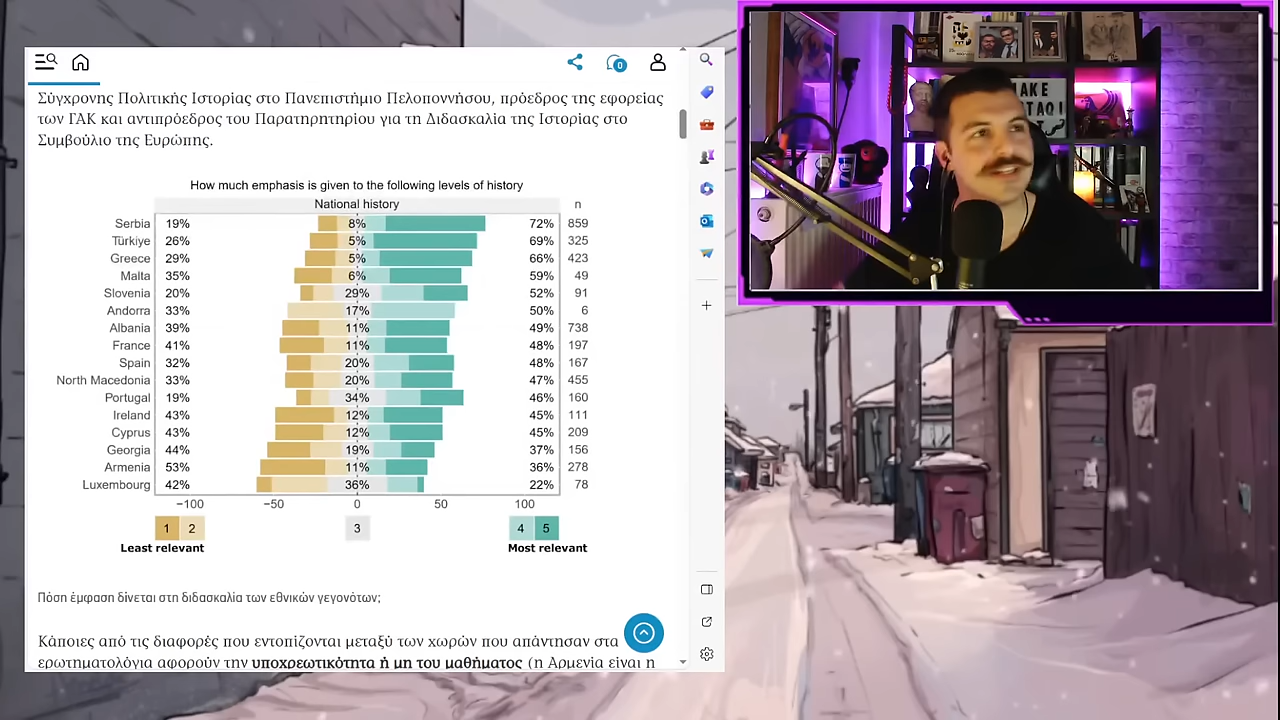 Σύγχρονης Πολιτικής Ιστορίας στο Πανεπιστήμιο Πελοποννήσου, πρόεδρος της εφορείας
των ΓΑΚ και αντιπρόεδρος του Παρατηρητηρίου για τη Διδασκαλία της Ιστορίας στο
Συμβούλιο της Ευρώπης.
How much emphasis is given to the following levels of history
National history n
Serbia 19% 8% 72% 859
Türkiye 26% 5% 69% 325
Greece 29% 5% 66% 423
Malta 35% 6% 59% 49
Slovenia 20% 29% 52% 91
Andorra 33% 17% 50% 6
Albania 39% 11% 49% 738
France 41% 11% 48% 197
Spain 32% 20% 48% 167
North Macedonia 33% 20% 47% 455
Portugal 19% 34% 46% 160
Ireland 43% 12% 45% 111
Cyprus 43% 12% 45% 209
Georgia 44% 19% 37% 156
Armenia 53% 11% 36% 278
Luxembourg 42% 36% 22% 78
−100 −50 0 50 100
1 2 3 4 5
Least relevant Most relevant
Πόση έμφαση δίνεται στη διδασκαλία των εθνικών γεγονότων;
Κάποιες από τις διαφορές που εντοπίζονται μεταξύ των χωρών που απάντησαν στα
ερωτηματολόγια αφορούν την υποχρεωτικότητα ή μη του μαθήματος (η Αρμενία είναι η
0